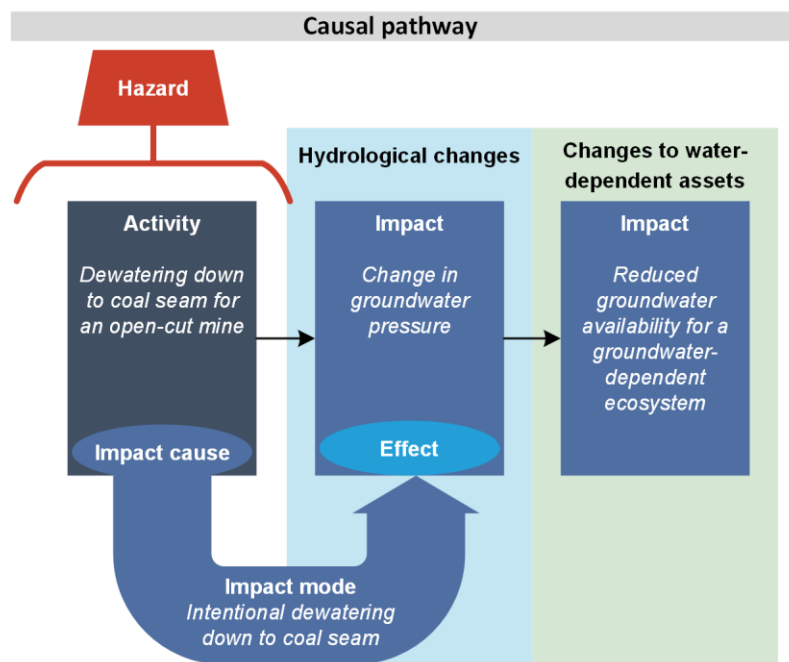 Causal pathway
Hazard
Hydrological changes
Changes to water-
dependent assets
Activity
Dewatering down
to coal seam for
an open-cut mine
Impact cause
Impact
Change in
groundwater
pressure
Effect
Impact
Reduced
groundwater
availability for a
groundwater-
dependent
ecosystem
Impact mode
Intentional dewatering
down to coal seam